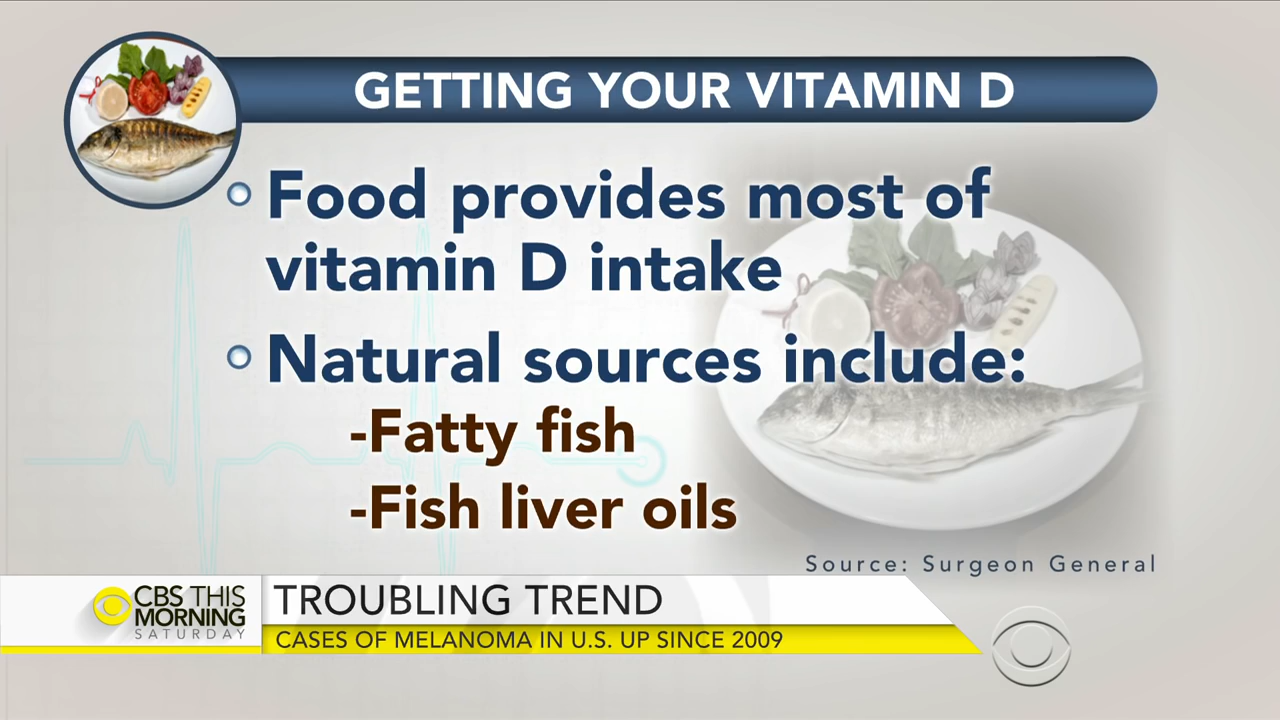 GETTING YOUR VITAMIN D
Food provides most of
vitamin D intake
Natural sources include:
-Fatty fish
-Fish liver oils
Source: Surgeon General
CBS THIS
MORNING
SATURDAY
TROUBLING TREND
CASES OF MELANOMA IN U.S. UP SINCE 2009